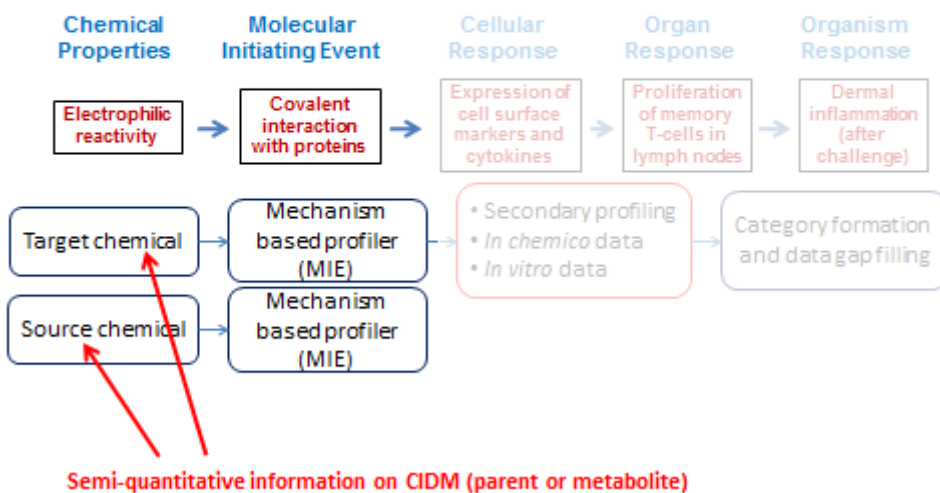 Chemical
Properties
Molecular
Initiating Event
Cellular
Response
Organ
Response
Organism
Response
Electrophilic
reactivity
Covalent
interaction
with proteins
Expression of
cell surface
markers and
cytokines
Proliferation
of memory
T-cells in
lymph nodes
Dermal
inflammation
(after
challenge)
Target chemical
Mechanism
based profiler
(MIE)
• Secondary profiling
• In chemico data
• In vitro data
Category formation
and data gap filling
Source chemical
Mechanism
based profiler
(MIE)
Semi-quantitative information on CIDM (parent or metabolite)